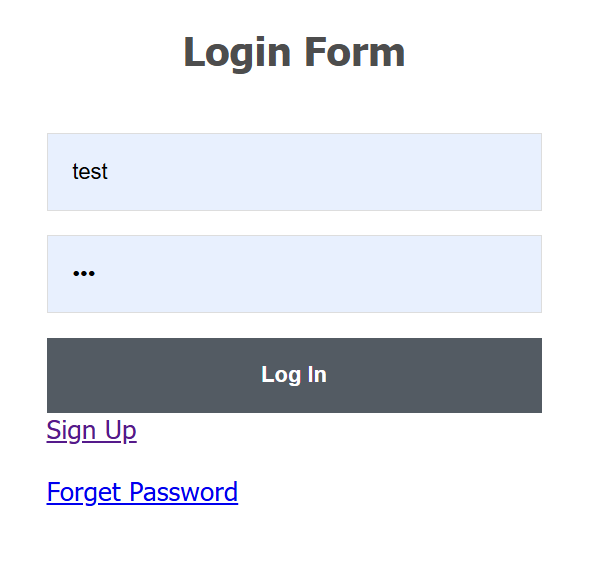 Login Form
test
•••
Log In
Sign Up
Forget Password